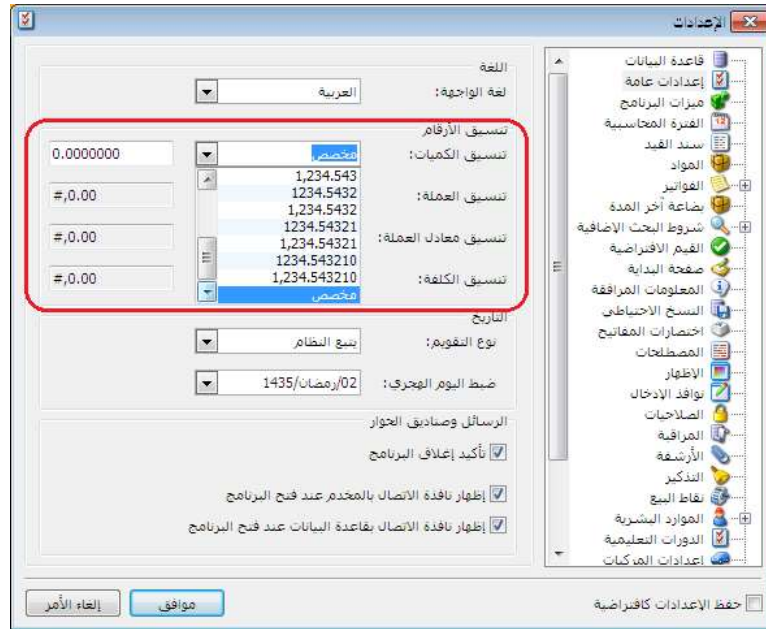 الإعدادات
قاعدة البيانات
إعدادات عامة
ميزات البرنامج
الفترة المحاسبية
سند القيد
المواد
الفواتير
بضاعة آخر المدة
شروط البحث الإضافية
القيم الافتراضية
صفحة البداية
المعلومات المرافقة
النسخ الاحتياطي
اختصارات المفاتيح
المصطلحات
الإظهار
نوافذ الإدخال
الصلاحيات
المراقبة
الأرشفة
التذكير
نقاط البيع
الموارد البشرية
الدورات التعليمية
إعدادات المركبات
اللغة
لغة الواجهة: العربية
تنسيق الأرقام
تنسيق الكميات: مخصص 0.0000000
1,234.543
1234.5432
تنسيق العملة: #,0.00
1,234.5432
1234.54321
تنسيق معادل العملة: 1,234.54321 #,0.00
1234.543210
تنسيق الكلفة: 1,234.543210 #,0.00
مخصص
التاريخ
نوع التقويم: يتبع النظام
ضبط اليوم الهجري: 02/رمضان/1435
الرسائل وصناديق الحوار
تأكيد إغلاق البرنامج
إظهار نافذة الاتصال بالمخدم عند فتح البرنامج
إظهار نافذة الاتصال بقاعدة البيانات عند فتح البرنامج
حفظ الإعدادات كافتراضية
موافق
إلغاء الأمر